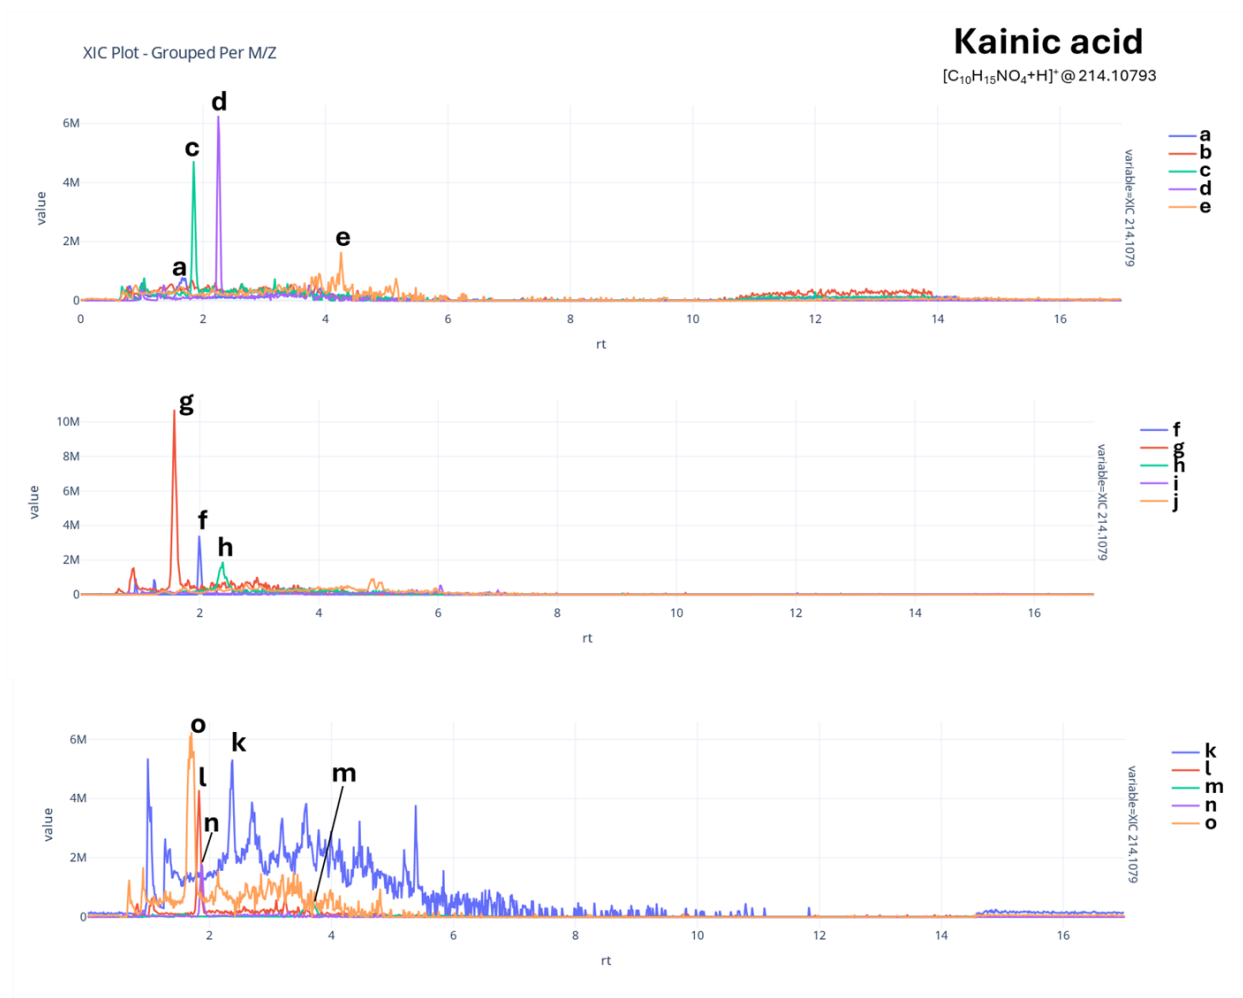 Kainic acid
[C₁₀H₁₅NO₄+H]⁺@214.10793
XIC Plot - Grouped Per M/Z
d
c
e
a
6M
4M
2M
0
value
0 2 4 6 8 10 12 14 16
rt
variable=XIC 214.1079
a
b
c
d
e
g
f
h
10M
8M
6M
4M
2M
0
value
2 4 6 8 10 12 14 16
rt
variable=XIC 214.1079
f
g
h
i
j
o
k
l
m
n
6M
4M
2M
0
value
2 4 6 8 10 12 14 16
rt
variable=XIC 214.1079
k
l
m
n
o